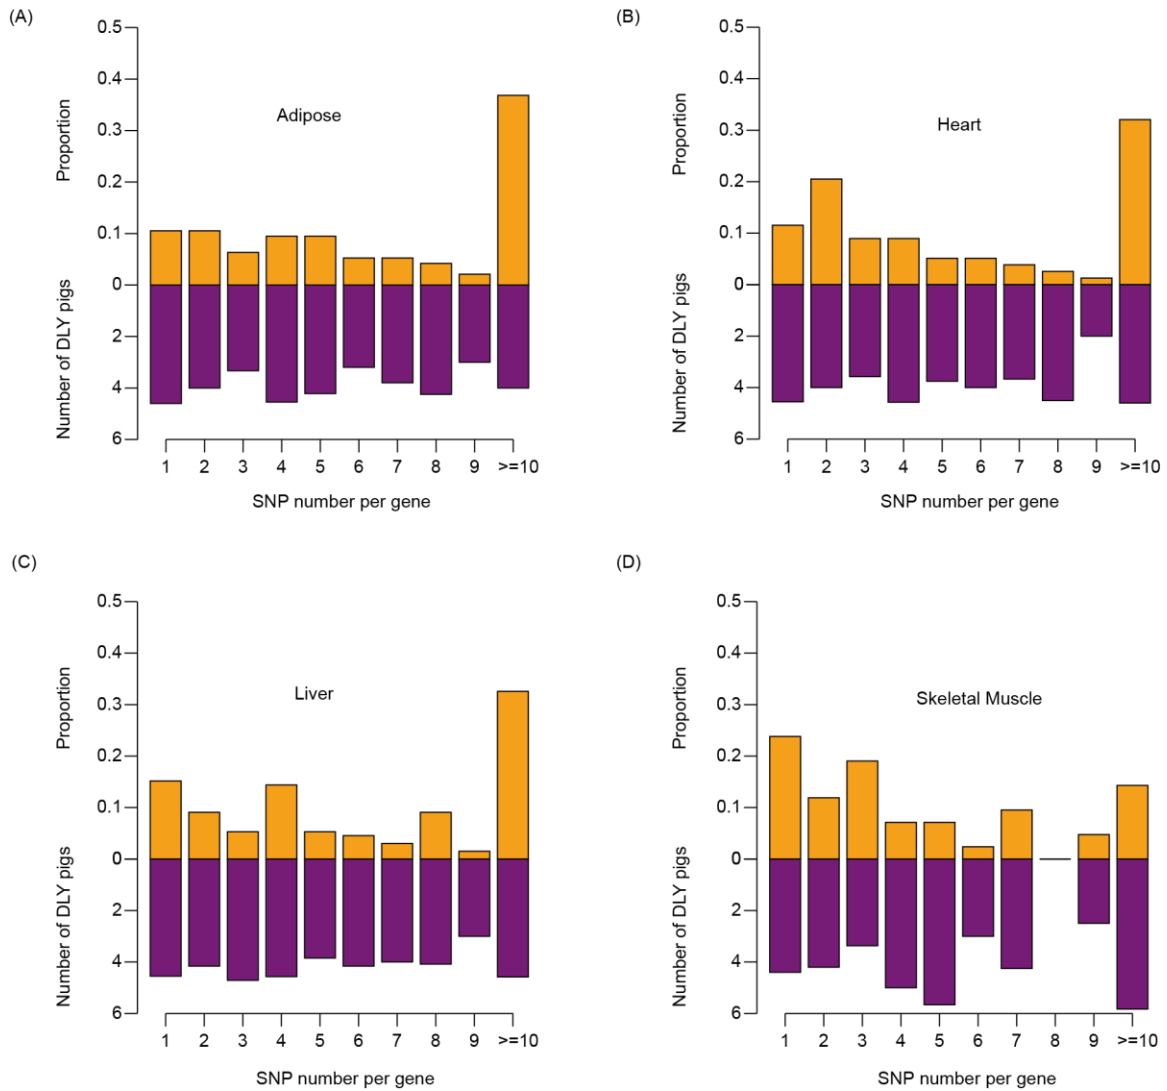 (A)
0.5
0.4
0.3
0.2
0.1
0
2
4
6
Proportion
Number of DLY pigs
Adipose
1 2 3 4 5 6 7 8 9 >=10
SNP number per gene
(B)
0.5
0.4
0.3
0.2
0.1
0
2
4
6
Proportion
Number of DLY pigs
Heart
1 2 3 4 5 6 7 8 9 >=10
SNP number per gene
(C)
0.5
0.4
0.3
0.2
0.1
0
2
4
6
Proportion
Number of DLY pigs
Liver
1 2 3 4 5 6 7 8 9 >=10
SNP number per gene
(D)
0.5
0.4
0.3
0.2
0.1
0
2
4
6
Proportion
Number of DLY pigs
Skeletal Muscle
1 2 3 4 5 6 7 8 9 >=10
SNP number per gene